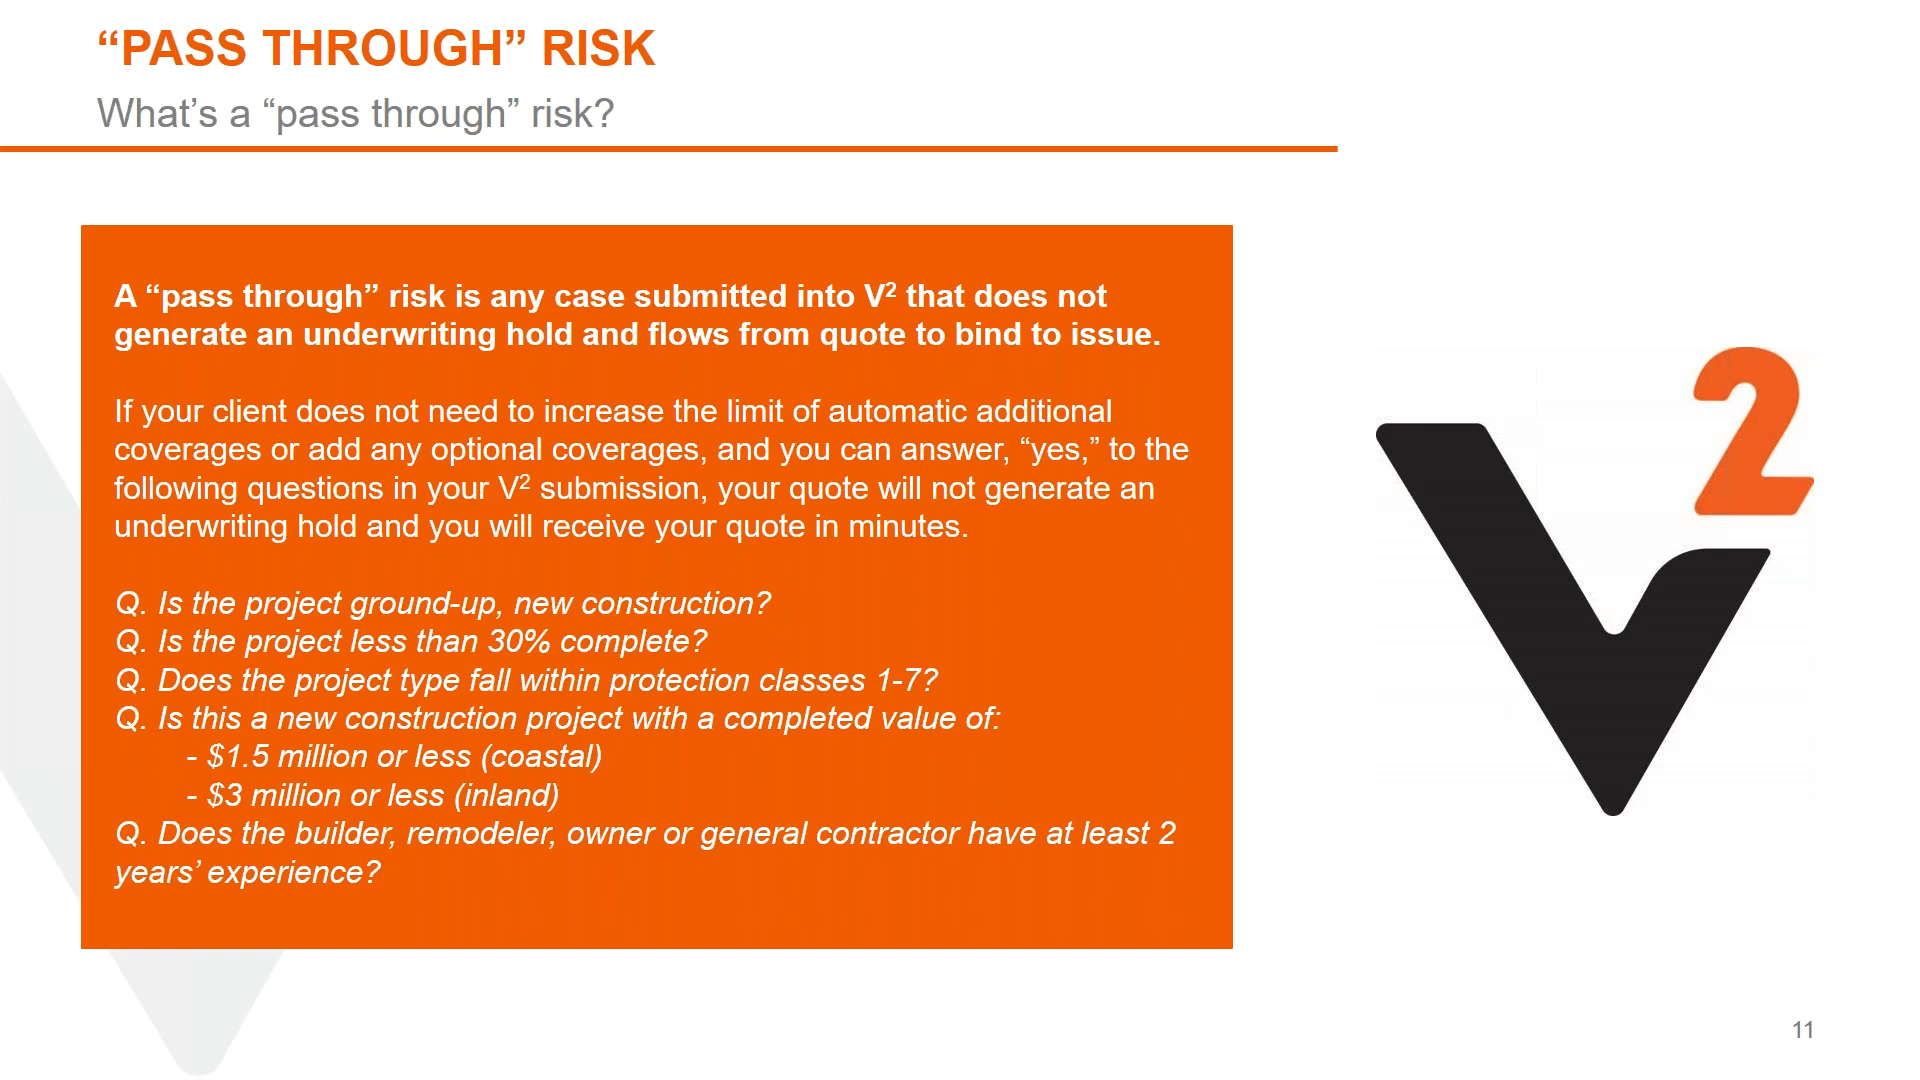 “PASS THROUGH” RISK
What’s a “pass through” risk?
A “pass through” risk is any case submitted into V² that does not
generate an underwriting hold and flows from quote to bind to issue.
If your client does not need to increase the limit of automatic additional
coverages or add any optional coverages, and you can answer, “yes,” to the
following questions in your V² submission, your quote will not generate an
underwriting hold and you will receive your quote in minutes.
Q. Is the project ground-up, new construction?
Q. Is the project less than 30% complete?
Q. Does the project type fall within protection classes 1-7?
Q. Is this a new construction project with a completed value of:
- $1.5 million or less (coastal)
- $3 million or less (inland)
Q. Does the builder, remodeler, owner or general contractor have at least 2
years’ experience?
V²
11